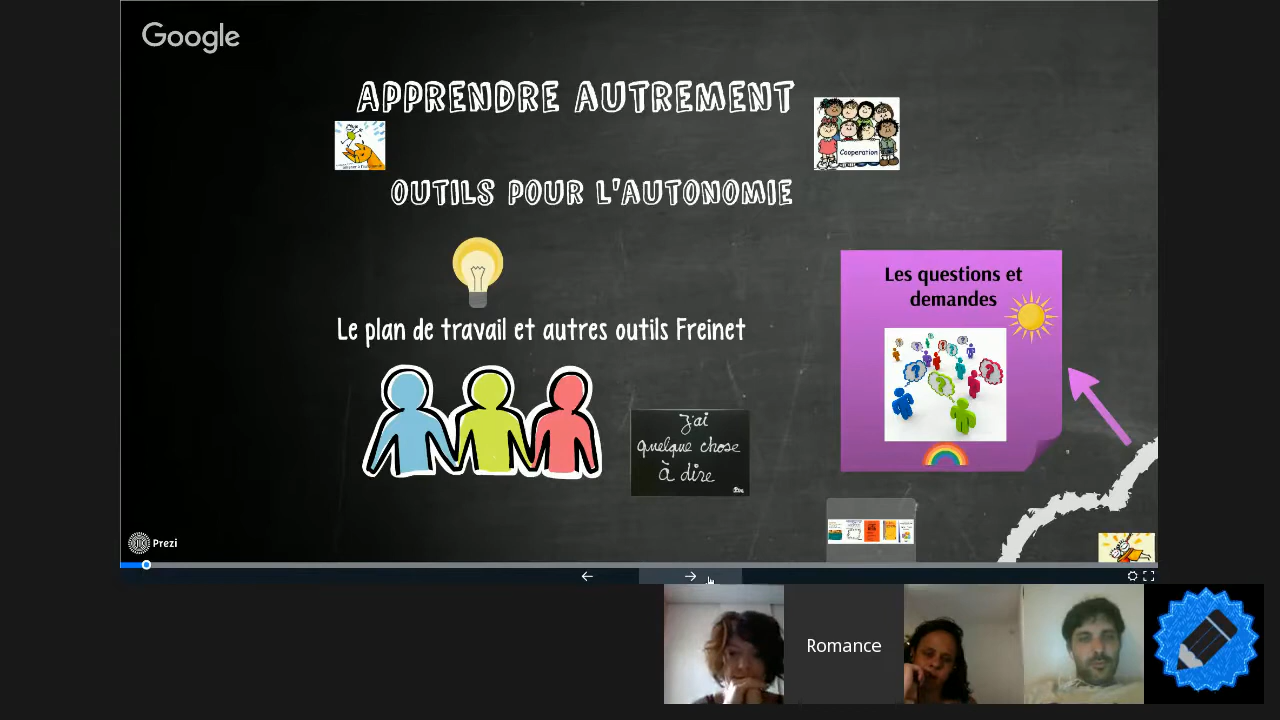 Google
APPRENDRE AUTREMENT
Cooperation
OUTILS POUR L'AUTONOMIE
Les questions et
demandes
Le plan de travail et autres outils Freinet
J'ai
quelque chose
à dire
Prezi
Romance